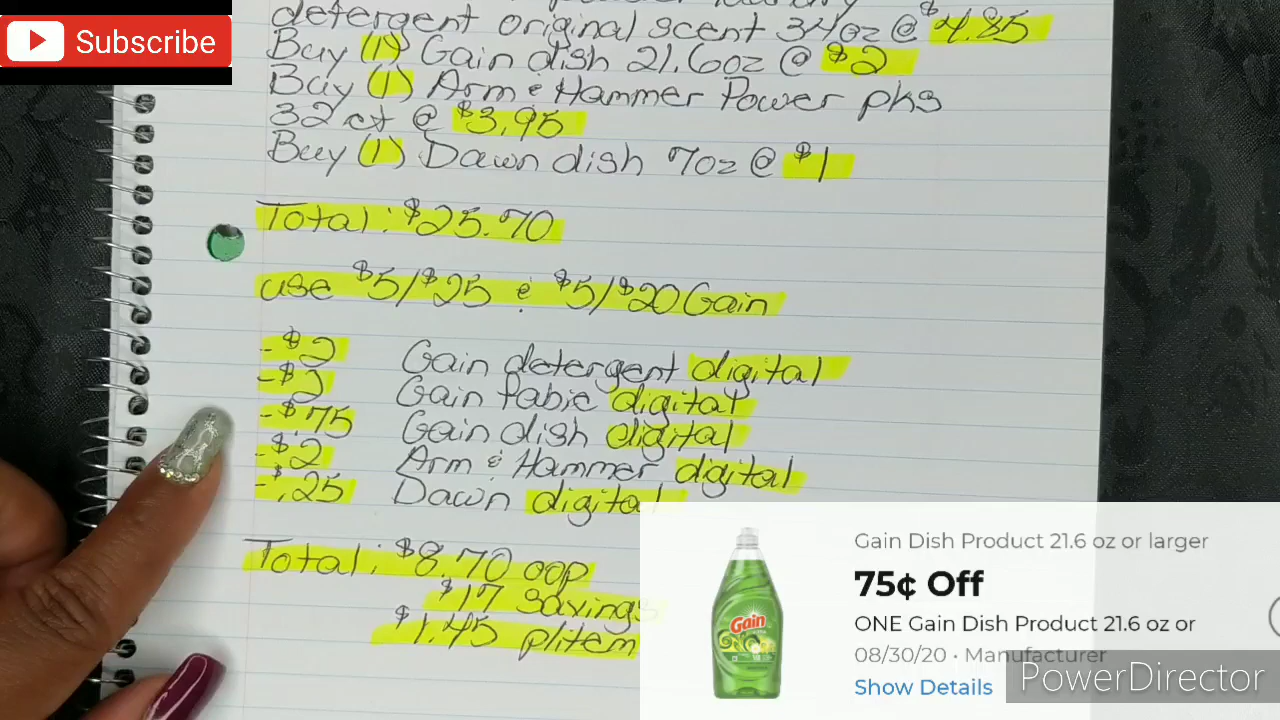 Subscribe
detergent original scent 34oz @ $4.85
Buy (1) Gain dish 21.6oz @ $2
Buy (1) Arm & Hammer Power pks
32 ct @ $3.95
Buy (1) Dawn dish 7oz @ $1
Total: $25.70
use $5/$25 & $5/$20 Gain
-$2 Gain detergent digital
-$2 Gain fabic digital
-$.75 Gain dish digital
-$2 Arm & Hammer digital
-$.25 Dawn digital
Total: $8.70 oop
$17 savings
$1.45 p/item
Gain Dish Product 21.6 oz or larger
75¢ Off
ONE Gain Dish Product 21.6 oz or
08/30/20 · Manufacturer
Show Details
Gain
PowerDirector